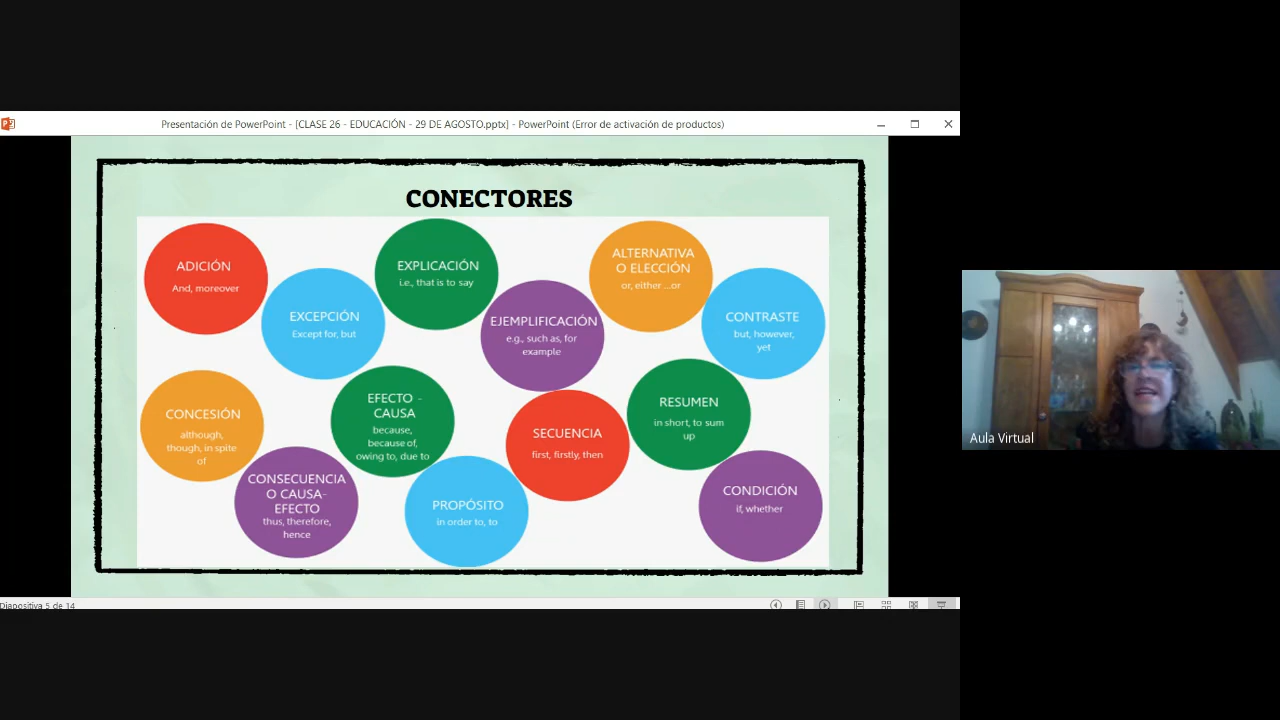 Presentación de PowerPoint - [CLASE 26 - EDUCACIÓN - 29 DE AGOSTO.pptx] - PowerPoint (Error de activación de productos)
CONECTORES
ADICIÓN
And, moreover
EXCEPCIÓN
Except for, but
EXPLICACIÓN
i.e., that is to say
EJEMPLIFICACIÓN
e.g., such as, for
example
ALTERNATIVA
O ELECCIÓN
or, either ...or
CONTRASTE
but, however,
yet
CONCESIÓN
although,
though, in spite
of
CONSECUENCIA
O CAUSA-
EFECTO
thus, therefore,
hence
EFECTO -
CAUSA
because,
because of,
owing to, due to
PROPÓSITO
in order to, to
SECUENCIA
first, firstly, then
RESUMEN
in short, to sum
up
CONDICIÓN
if, whether
Diapositiva 5 de 14
Aula Virtual